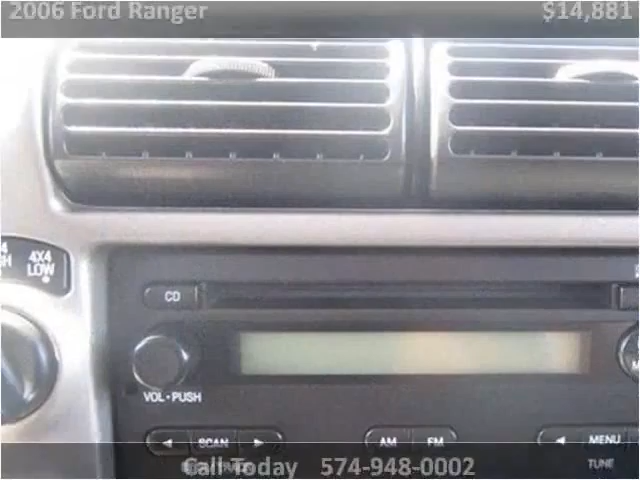 2006 Ford Ranger $14,881
4X4
LOW
CD
VOL • PUSH
SCAN AM FM MENU
TUNE
Call Today 574-948-0002